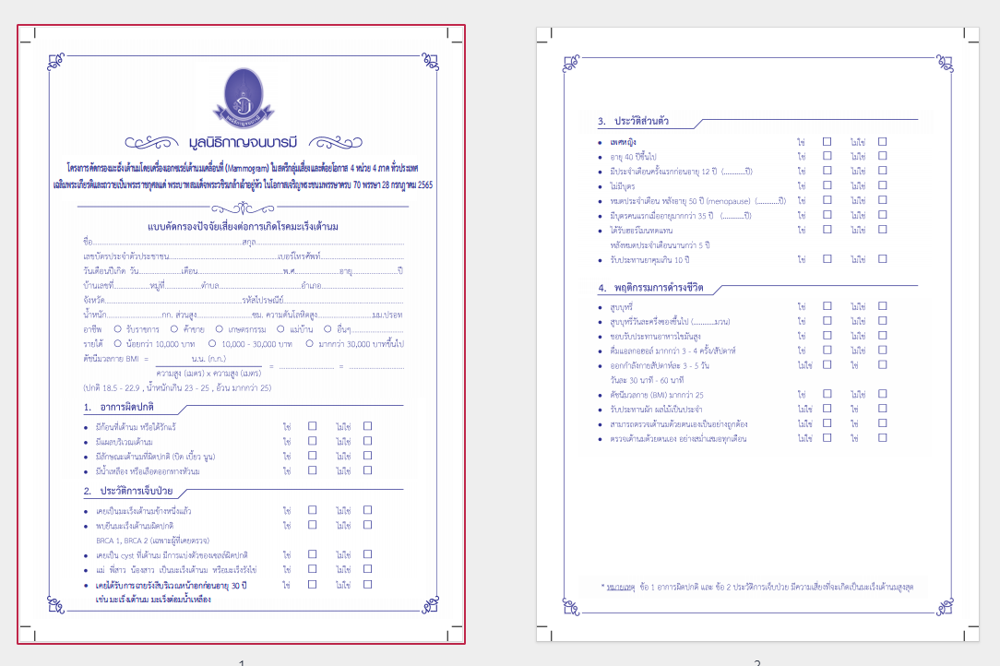 มูลนิธิกาญจนบารมี
โครงการคัดกรองมะเร็งเต้านมโดยเครื่องเอกซเรย์เต้านมเคลื่อนที่ (Mammogram) ในสตรีกลุ่มเสี่ยงและด้อยโอกาส 4 หน่วย 4 ภาค ทั่วประเทศ
เฉลิมพระเกียรติและถวายเป็นพระราชกุศลแด่ พระบาทสมเด็จพระวชิรเกล้าเจ้าอยู่หัว ในโอกาสเจริญพระชนมพรรษาครบ 70 พรรษา 28 กรกฎาคม 2565
แบบคัดกรองปัจจัยเสี่ยงต่อการเกิดโรคมะเร็งเต้านม
ชื่อ..........สกุล..........
เลขบัตรประจำตัวประชาชน..........เบอร์โทรศัพท์..........
วันเดือนปีเกิด วัน..........เดือน..........พ.ศ..........อายุ..........ปี
บ้านเลขที่..........หมู่ที่..........ตำบล..........อำเภอ..........
จังหวัด..........รหัสไปรษณีย์..........
น้ำหนัก..........กก. ส่วนสูง..........ซม. ความดันโลหิตสูง..........มม.ปรอท
อาชีพ ○ รับราชการ ○ ค้าขาย ○ เกษตรกรรม ○ แม่บ้าน ○ อื่นๆ..........
รายได้ ○ น้อยกว่า 10,000 บาท ○ 10,000 - 30,000 บาท ○ มากกว่า 30,000 บาทขึ้นไป
ดัชนีมวลกาย BMI = น.น. (ก.ก.)
ความสูง (เมตร) x ความสูง (เมตร) = .......... = ..........
(ปกติ 18.5 - 22.9 , น้ำหนักเกิน 23 - 25 , อ้วน มากกว่า 25)
1. อาการผิดปกติ
• มีก้อนที่เต้านม หรือใต้รักแร้ ใช่ □ ไม่ใช่ □
• มีแผลบริเวณเต้านม ใช่ □ ไม่ใช่ □
• มีลักษณะเต้านมที่ผิดปกติ (บิด เบี้ยว นูน) ใช่ □ ไม่ใช่ □
• มีน้ำเหลือง หรือเลือดออกทางหัวนม ใช่ □ ไม่ใช่ □
2. ประวัติการเจ็บป่วย
• เคยเป็นมะเร็งเต้านมข้างหนึ่งแล้ว ใช่ □ ไม่ใช่ □
• พบยีนมะเร็งเต้านมผิดปกติ ใช่ □ ไม่ใช่ □
BRCA 1, BRCA 2 (เฉพาะผู้ที่เคยตรวจ)
• เคยเป็น cyst ที่เต้านม มีการแบ่งตัวของเซลล์ผิดปกติ ใช่ □ ไม่ใช่ □
• แม่ พี่สาว น้องสาว เป็นมะเร็งเต้านม หรือมะเร็งรังไข่ ใช่ □ ไม่ใช่ □
• เคยได้รับการฉายรังสีบริเวณหน้าอกก่อนอายุ 30 ปี ใช่ □ ไม่ใช่ □
เช่น มะเร็งเต้านม มะเร็งต่อมน้ำเหลือง
1
3. ประวัติส่วนตัว
• เพศหญิง ใช่ □ ไม่ใช่ □
• อายุ 40 ปีขึ้นไป ใช่ □ ไม่ใช่ □
• มีประจำเดือนครั้งแรกก่อนอายุ 12 ปี (..........ปี) ใช่ □ ไม่ใช่ □
• ไม่มีบุตร ใช่ □ ไม่ใช่ □
• หมดประจำเดือน หลังอายุ 50 ปี (menopause) (..........ปี) ใช่ □ ไม่ใช่ □
• มีบุตรคนแรกเมื่ออายุมากกว่า 35 ปี (..........ปี) ใช่ □ ไม่ใช่ □
• ได้รับฮอร์โมนทดแทน ใช่ □ ไม่ใช่ □
หลังหมดประจำเดือนนานกว่า 5 ปี
• รับประทานยาคุมเกิน 10 ปี ใช่ □ ไม่ใช่ □
4. พฤติกรรมการดำรงชีวิต
• สูบบุหรี่ ใช่ □ ไม่ใช่ □
• สูบบุหรี่วันละครึ่งซองขึ้นไป (..........มวน) ใช่ □ ไม่ใช่ □
• ชอบรับประทานอาหารไขมันสูง ใช่ □ ไม่ใช่ □
• ดื่มแอลกอฮอล์ มากกว่า 3 - 4 ครั้ง/สัปดาห์ ใช่ □ ไม่ใช่ □
• ออกกำลังกายสัปดาห์ละ 3 - 5 วัน ไม่ใช่ □ ใช่ □
วันละ 30 นาที - 60 นาที
• ดัชนีมวลกาย (BMI) มากกว่า 25 ใช่ □ ไม่ใช่ □
• รับประทานผัก ผลไม้เป็นประจำ ไม่ใช่ □ ใช่ □
• สามารถตรวจเต้านมด้วยตนเองเป็นอย่างถูกต้อง ไม่ใช่ □ ใช่ □
• ตรวจเต้านมด้วยตนเอง อย่างสม่ำเสมอทุกเดือน ไม่ใช่ □ ใช่ □
* หมายเหตุ ข้อ 1 อาการผิดปกติ และ ข้อ 2 ประวัติการเจ็บป่วย มีความเสี่ยงที่จะเกิดเป็นมะเร็งเต้านมสูงสุด
2